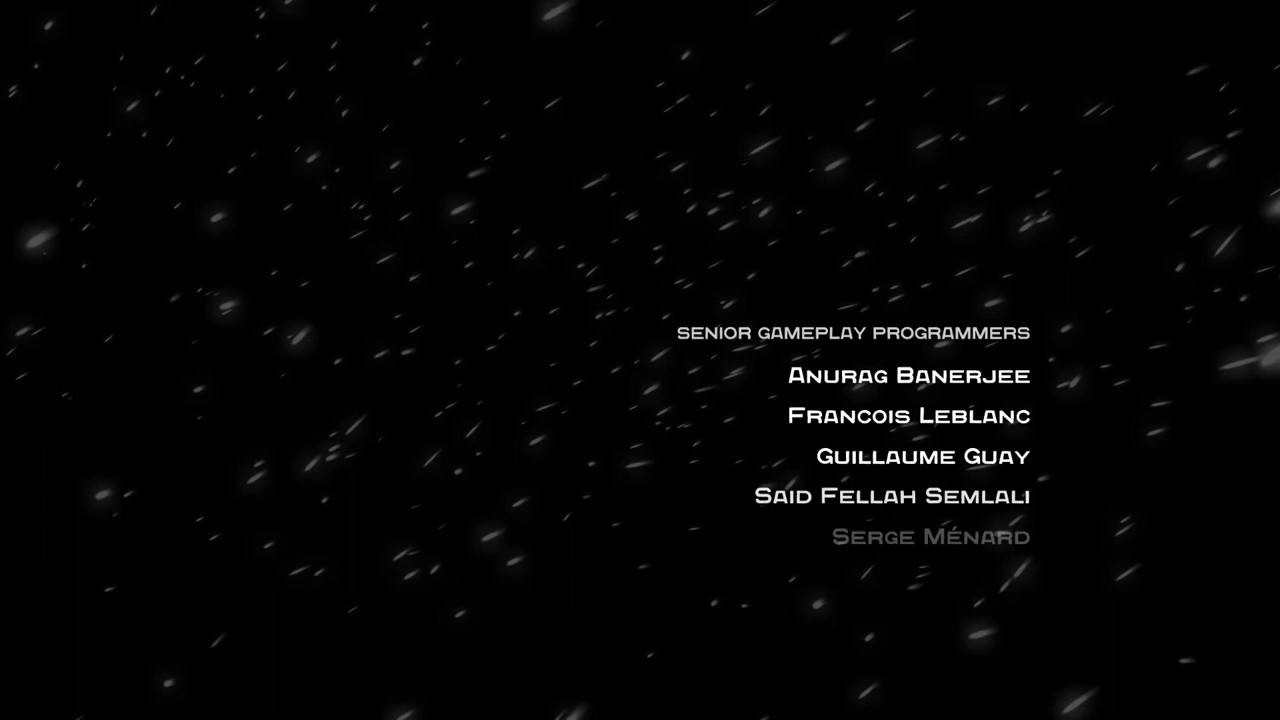 SENIOR GAMEPLAY PROGRAMMERS
ANURAG BANERJEE
FRANCOIS LEBLANC
GUILLAUME GUAY
SAID FELLAH SEMLALI
SERGE MÉNARD